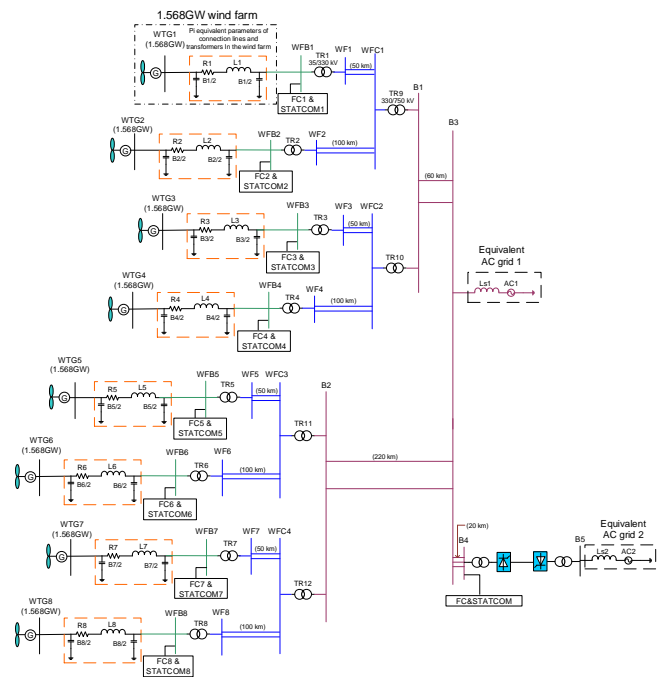 1.568GW wind farm
WTG1
(1.568GW)
Pi equivalent parameters of
connection lines and
transformers In the wind farm
R1
L1
B1/2
B1/2
G
WFB1
TR1
35/330 kV
WF1
WFC1
(50 km)
FC1 &
STATCOM1
TR9
330/750 kV
B1
B3
WTG2
(1.568GW)
R2
L2
B2/2
B2/2
G
WFB2
TR2
WF2
(100 km)
FC2 &
STATCOM2
(60 km)
WTG3
(1.568GW)
R3
L3
B3/2
B3/2
G
WFB3
TR3
WF3
WFC2
(50 km)
FC3 &
STATCOM3
TR10
Equivalent
AC grid 1
Ls1
AC1
WTG4
(1.568GW)
R4
L4
B4/2
B4/2
G
WFB4
TR4
WF4
(100 km)
FC4 &
STATCOM4
WTG5
(1.568GW)
R5
L5
B5/2
B5/2
G
WFB5
TR5
WF5
WFC3
(50 km)
FC5 &
STATCOM5
TR11
B2
WTG6
(1.568GW)
R6
L6
B6/2
B6/2
G
WFB6
TR6
WF6
(100 km)
FC6 &
STATCOM6
(220 km)
WTG7
(1.568GW)
R7
L7
B7/2
B7/2
G
WFB7
TR7
WF7
WFC4
(50 km)
FC7 &
STATCOM7
TR12
(20 km)
B4
B5
Equivalent
AC grid 2
Ls2
AC2
FC&STATCOM
WTG8
(1.568GW)
R8
L8
B8/2
B8/2
G
WFB8
TR8
WF8
(100 km)
FC8 &
STATCOM8